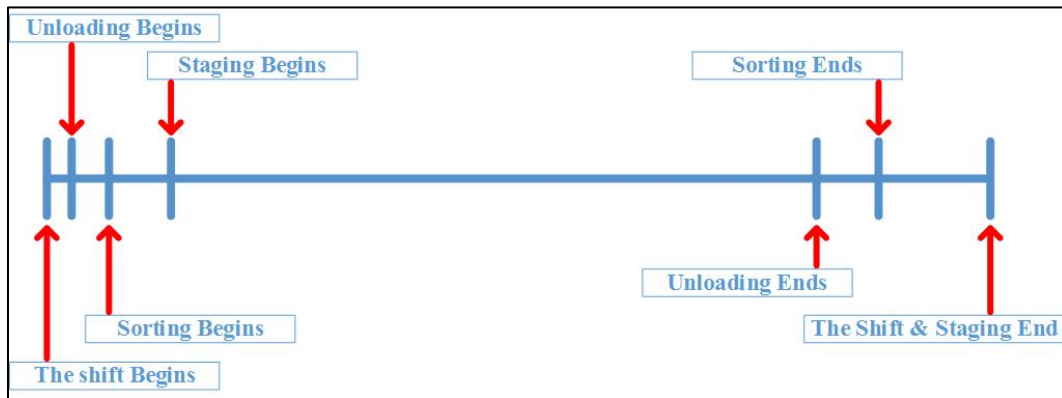 Unloading Begins
Staging Begins
Sorting Ends
Unloading Ends
Sorting Begins
The Shift & Staging End
The shift Begins